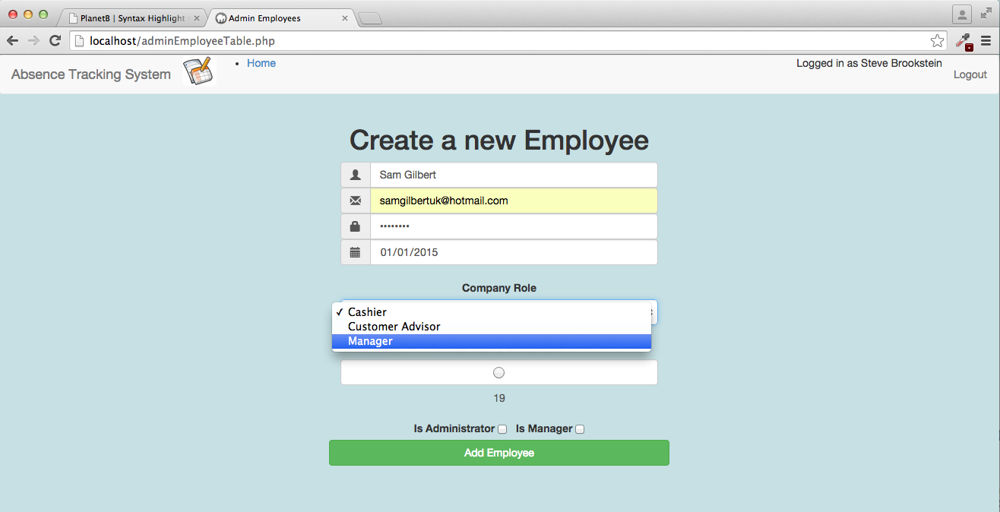 PlanetB | Syntax Highlight
Admin Employees
localhost/adminEmployeeTable.php
Absence Tracking System
• Home
Logged in as Steve Brookstein
Logout
Create a new Employee
Sam Gilbert
samgilbertuk@hotmail.com
••••••••
01/01/2015
Company Role
✓ Cashier
Customer Advisor
Manager
19
Is Administrator Is Manager
Add Employee